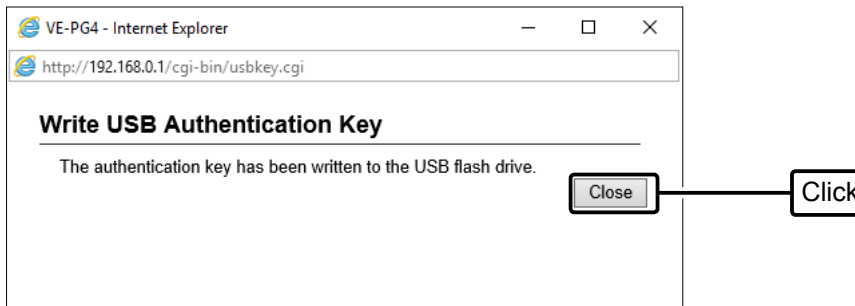 VE-PG4 - Internet Explorer
http://192.168.0.1/cgi-bin/usbkey.cgi
Write USB Authentication Key
The authentication key has been written to the USB flash drive.
Close
Click